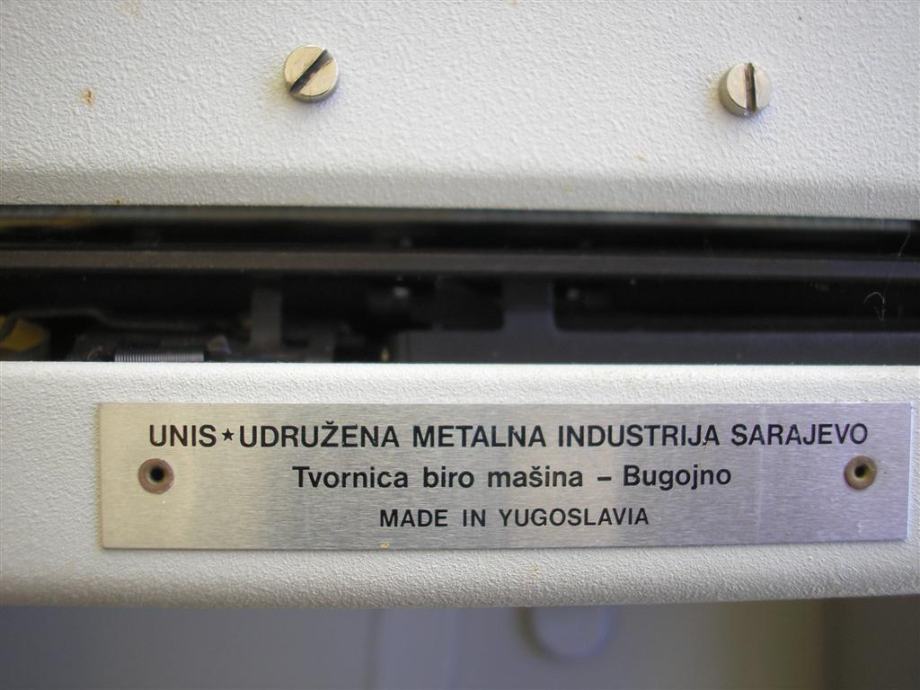 UNIS★UDRUŽENA METALNA INDUSTRIJA SARAJEVO
Tvornica biro mašina – Bugojno
MADE IN YUGOSLAVIA